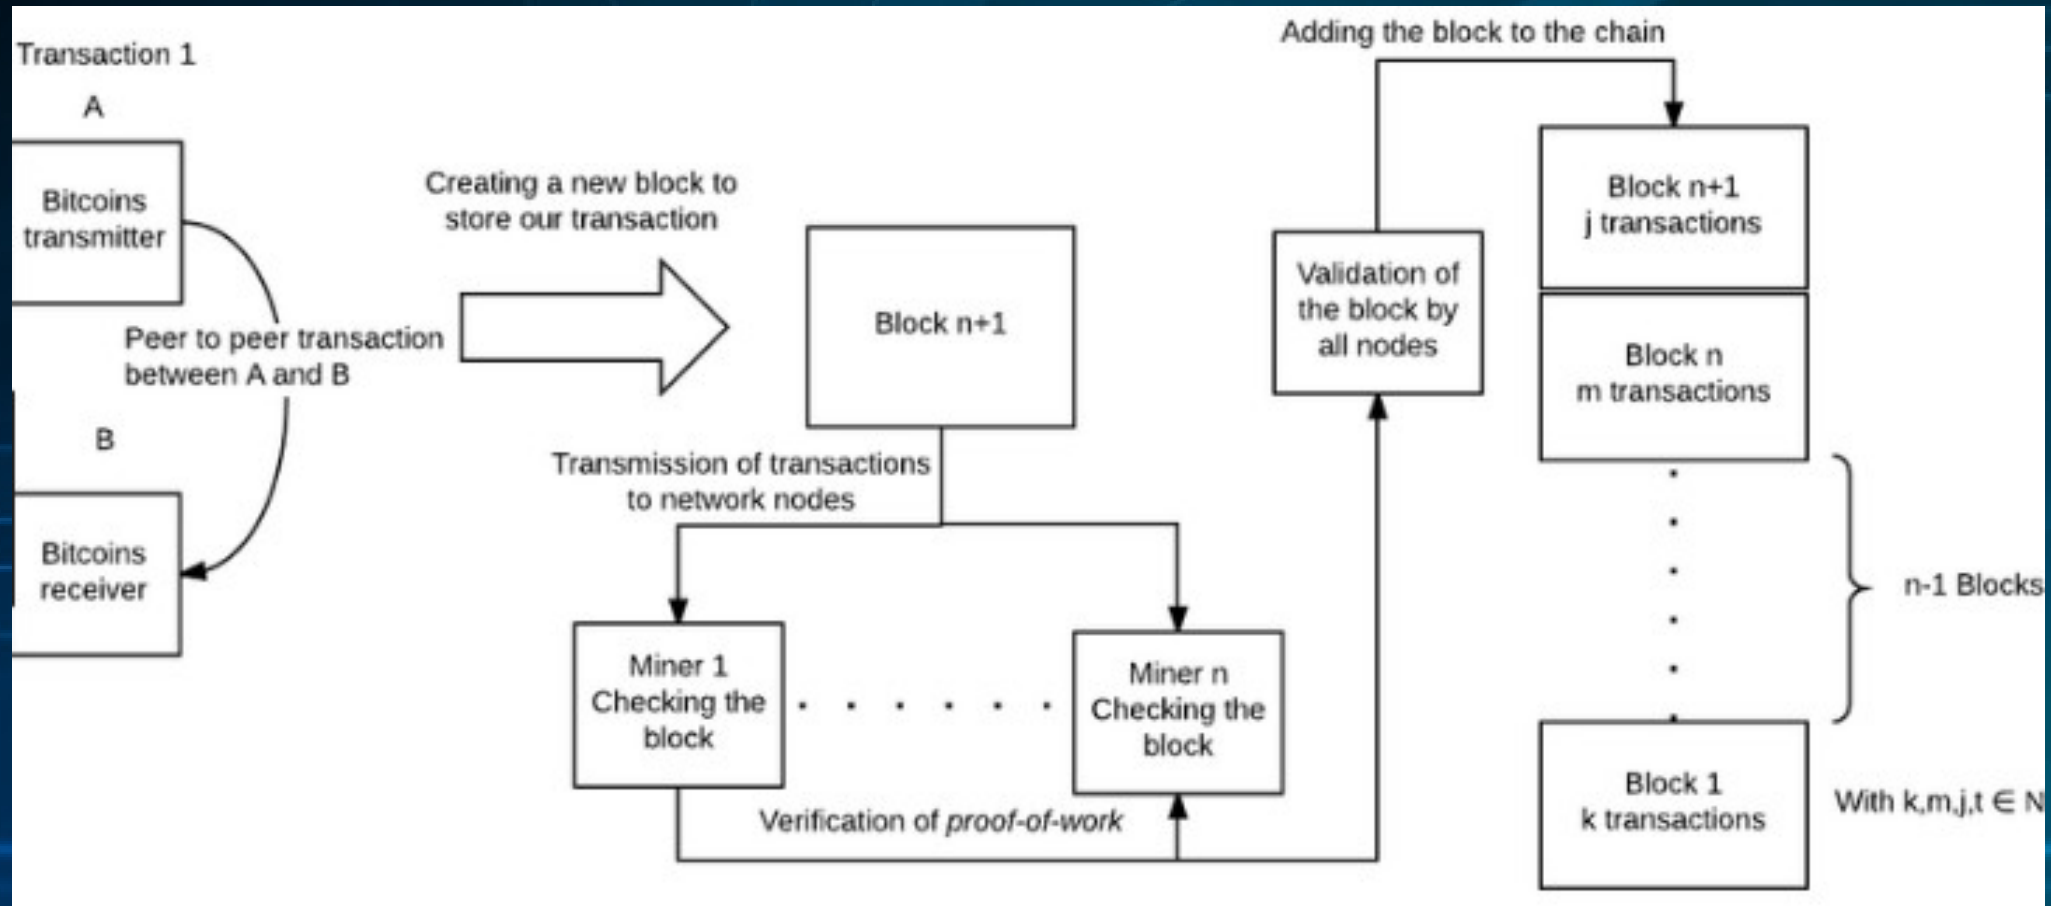 Transaction 1
A
Bitcoins
transmitter
Peer to peer transaction
between A and B
B
Bitcoins
receiver
Creating a new block to
store our transaction
Block n+1
Transmission of transactions
to network nodes
Miner 1
Checking the
block
Miner n
Checking the
block
Verification of proof-of-work
Validation of
the block by
all nodes
Adding the block to the chain
Block n+1
j transactions
Block n
m transactions
n-1 Blocks
Block 1
k transactions
With k,m,j,t ∈ N